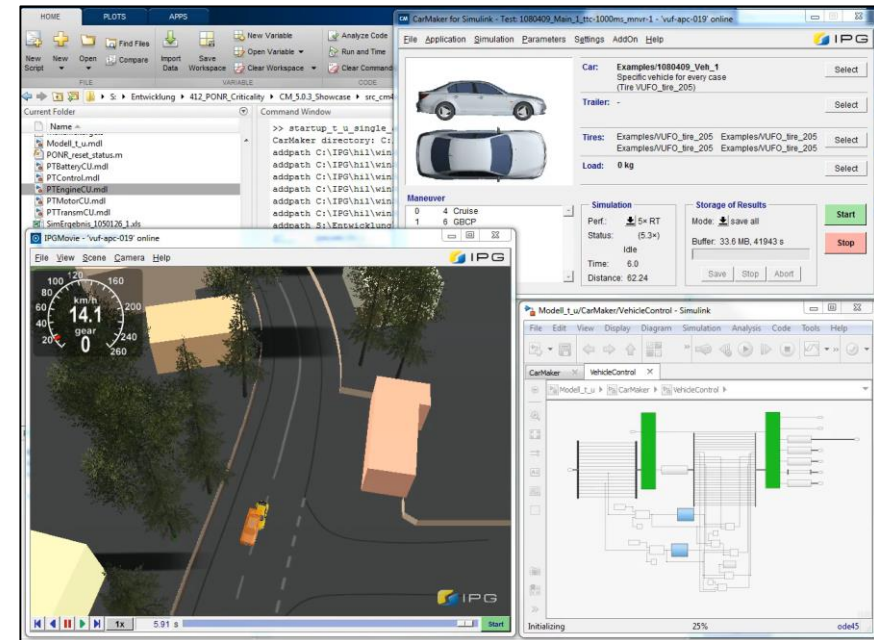 HOME PLOTS APPS
New Script
New
Open
Find Files
Compare
Import Data
Save Workspace
New Variable
Open Variable
Clear Workspace
Analyze Code
Run and Time
Clear Command
FILE VARIABLE CODE
S: Entwicklung 412_PONR_Criticality CM_5.0.3_Showcase
Current Folder
Name
Modell_t_u.mdl
PONR_reset_status.m
PTBatteryCU.mdl
PTControl.mdl
PTEngineCU.mdl
PTMotorCU.mdl
PTTransmCU.mdl
SimErgebnis_1050126_1.xls
Command Window
>> startup_t_u_single_
CarMaker directory: C:
addpath C:\IPG\hil\win
addpath C:\IPG\hil\win
addpath C:\IPG\hil\win
addpath C:\IPG\hil\win
addpath C:\IPG\hil\win
addpath S:\Entwicklung
CarMaker for Simulink - Test: 1080409_Main_1_ttc-1000ms_mnvr-1 - 'vuf-apc-019' online
File Application Simulation Parameters Settings AddOn Help
IPG
Car: Examples/1080409_Veh_1 Select
Specific vehicle for every case
(Tire VUFO_tire_205)
Trailer: - Select
Tires: Examples/VUFO_tire_205 Examples/VUFO_tire_205 Select
Examples/VUFO_tire_205 Examples/VUFO_tire_205
Load: 0 kg Select
Maneuver
0 4 Cruise
1 6 GBCP
Simulation
Perf.: 5× RT
Status: (5.3×)
Idle
Time: 6.0
Distance: 62.24
Storage of Results
Mode: save all
Buffer: 33.6 MB, 41943 s
Save Stop Abort
Start
Stop
IPGMovie - 'vuf-apc-019' online
File View Scene Camera Help
IPG
20 40 60 80 100 120 160 200 240 260
km/h
14.1
gear
0
IPG
1x 5.91 s Start
Modell_t_u/CarMaker/VehicleControl - Simulink
File Edit View Display Diagram Simulation Analysis Code Tools Help
CarMaker VehicleControl
Modell_t_u CarMaker VehicleControl
Initializing 25% ode45